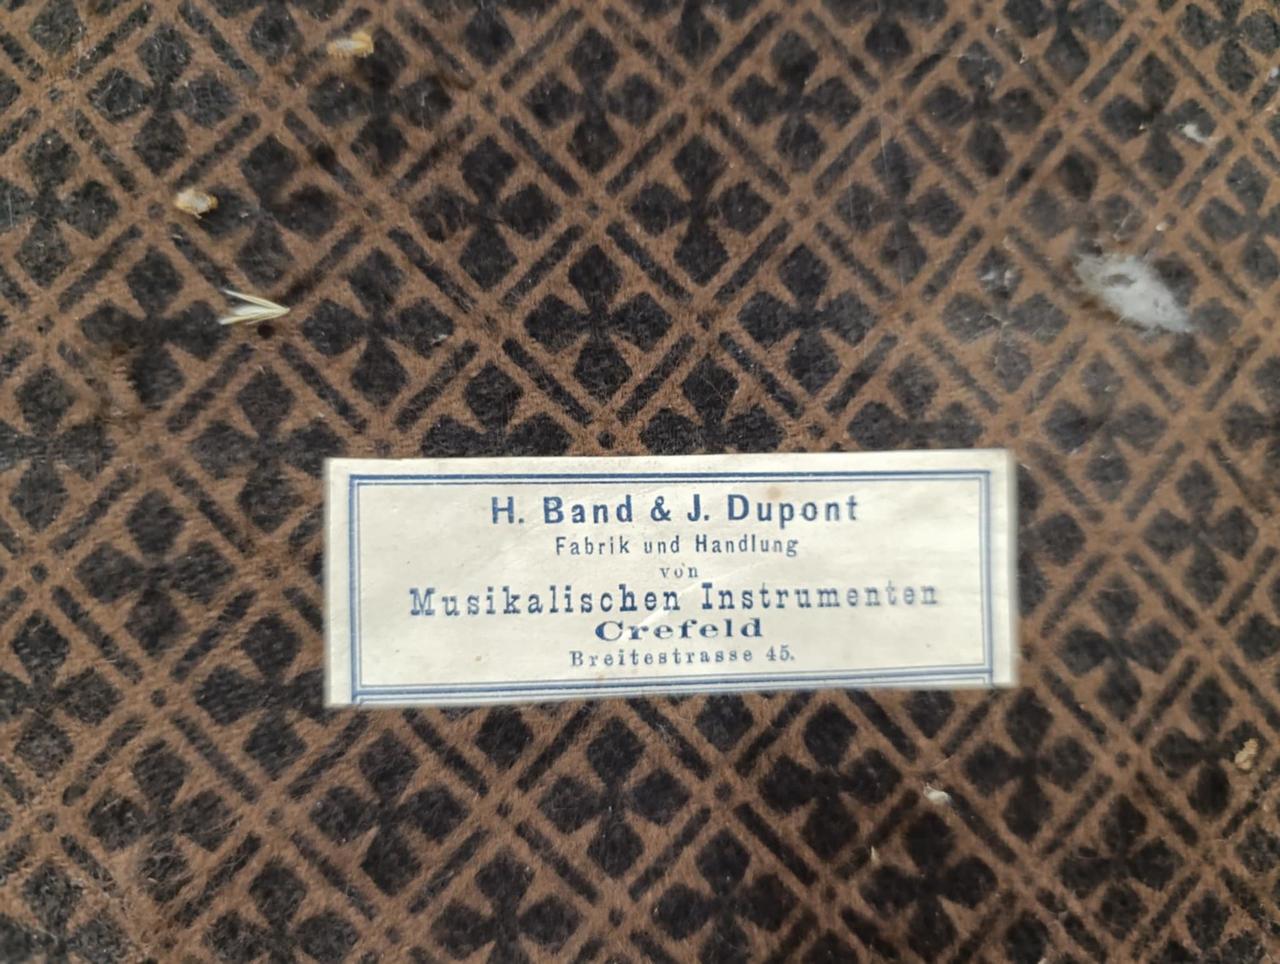 H. Band & J. Dupont
Fabrik und Handlung
von
Musikalischen Instrumenten
Crefeld
Breitestrasse 45.